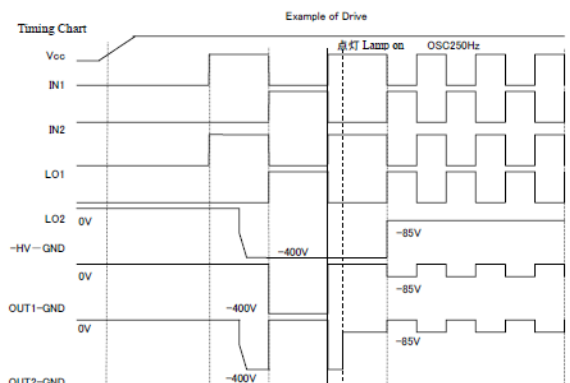 Example of Drive
Timing Chart
点灯 Lamp on OSC250Hz
Vcc
IN1
IN2
LO1
LO2 0V
-HV-GND
-85V
-400V
0V
-85V
OUT1-GND
-400V
0V
-85V
OUT2-GND
-400V